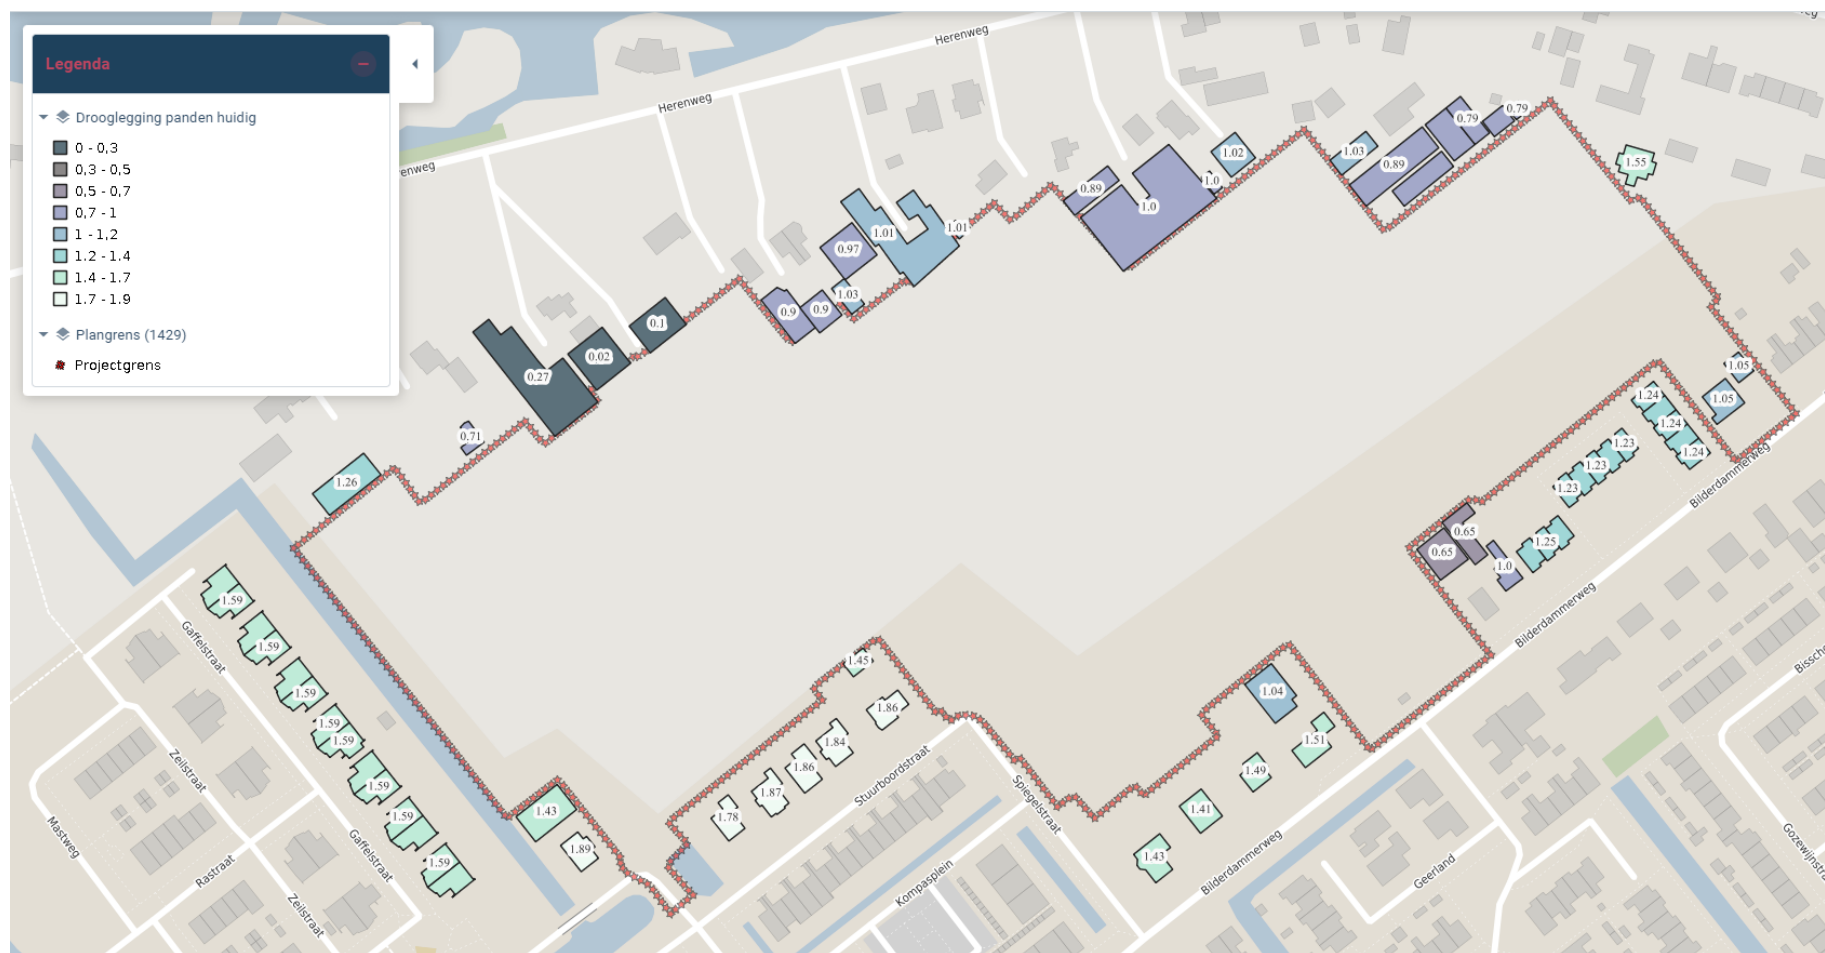 Legenda
Drooglegging panden huidig
0 - 0,3
0,3 - 0,5
0,5 - 0,7
0,7 - 1
1 - 1,2
1.2 - 1.4
1.4 - 1.7
1.7 - 1.9
Plangrens (1429)
Projectgrens
Herenweg
Herenweg
enweg
eg
0.79
0.79
1.03
0.89
1.02
1.0
0.89
1.0
1.55
1.01
1.01
0.97
1.03
0.9
0.9
0.1
0.02
0.27
0.71
1.26
1.05
1.05
1.24
1.24
1.24
1.23
1.23
1.23
1.25
0.65
0.65
1.0
Bilderdammerweg
Bilderdammerweg
Bissch
1.59
1.59
1.59
1.59
1.59
1.59
1.59
1.59
Gaffelstraat
Zeilstraat
Mastweg
Rastraat
Gaffelstraat
Zeilstraat
1.43
1.89
1.45
1.86
1.84
1.86
1.87
1.78
Stuurboordstraat
Spiegelstraat
Kompasplein
1.04
1.51
1.49
1.41
1.43
Bilderdammerweg
Geerland
Gozewijnstra